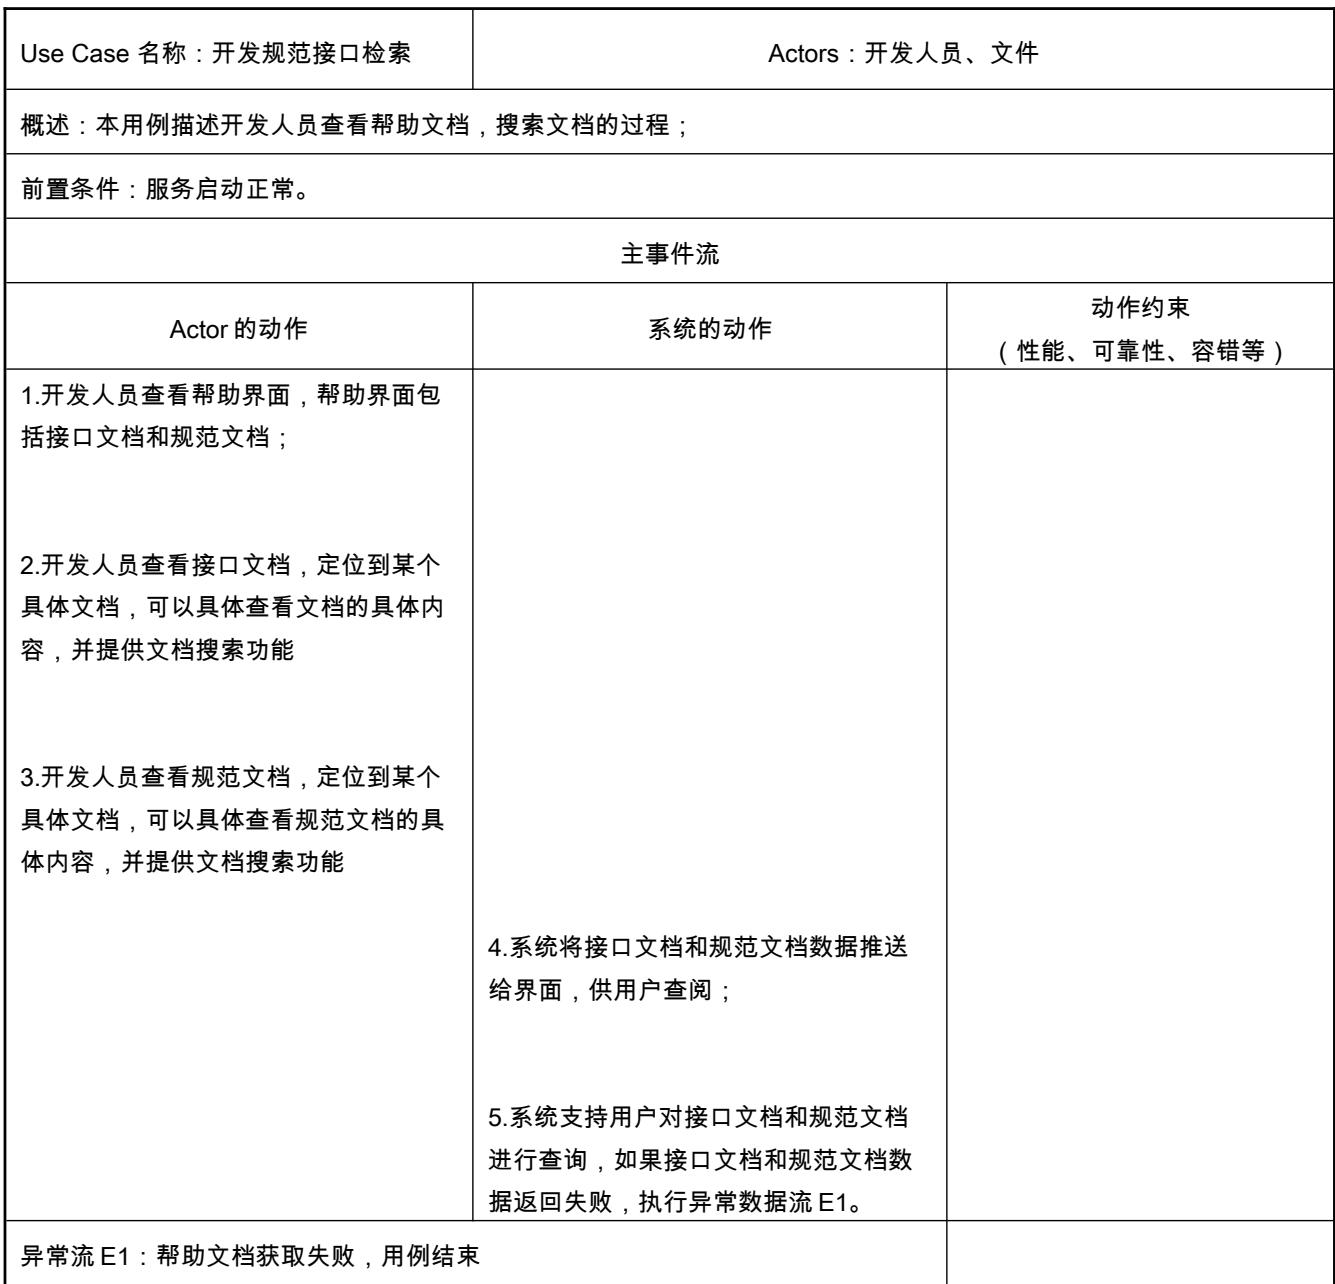 Use Case 名称：开发规范接口检索
Actors：开发人员、文件
概述：本用例描述开发人员查看帮助文档，搜索文档的过程；
前置条件：服务启动正常。
主事件流
Actor 的动作
系统的动作
动作约束
（性能、可靠性、容错等）
1.开发人员查看帮助界面，帮助界面包
括接口文档和规范文档；
2.开发人员查看接口文档，定位到某个
具体文档，可以具体查看文档的具体内
容，并提供文档搜索功能
3.开发人员查看规范文档，定位到某个
具体文档，可以具体查看规范文档的具
体内容，并提供文档搜索功能
4.系统将接口文档和规范文档数据推送
给界面，供用户查阅；
5.系统支持用户对接口文档和规范文档
进行查询，如果接口文档和规范文档数
据返回失败，执行异常数据流 E1。
异常流 E1：帮助文档获取失败，用例结束